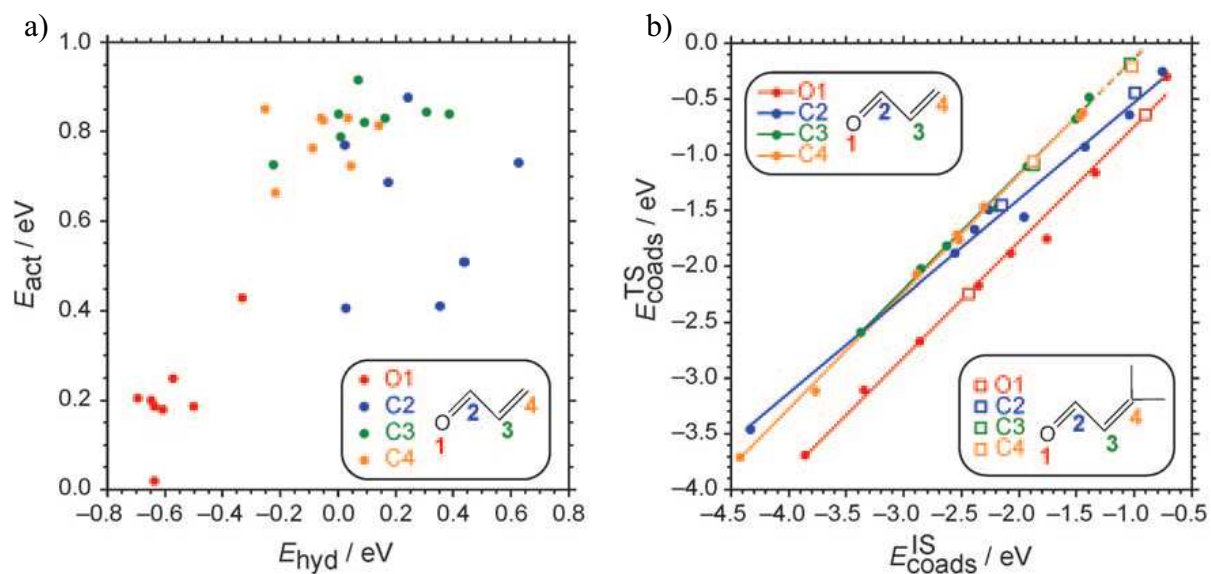 a)
1.0
0.8
0.6
0.4
0.2
0.0
E_act / eV
−0.8 −0.6 −0.4 −0.2 0.0 0.2 0.4 0.6 0.8
E_hyd / eV
O1
C2
C3
C4
O
1
2
3
4
b)
0.0
−0.5
−1.0
−1.5
−2.0
−2.5
−3.0
−3.5
−4.0
E_coads^TS / eV
−4.5 −4.0 −3.5 −3.0 −2.5 −2.0 −1.5 −1.0 −0.5
E_coads^IS / eV
O1
C2
C3
C4
O
1
2
3
4
O1
C2
C3
C4
O
1
2
3
4